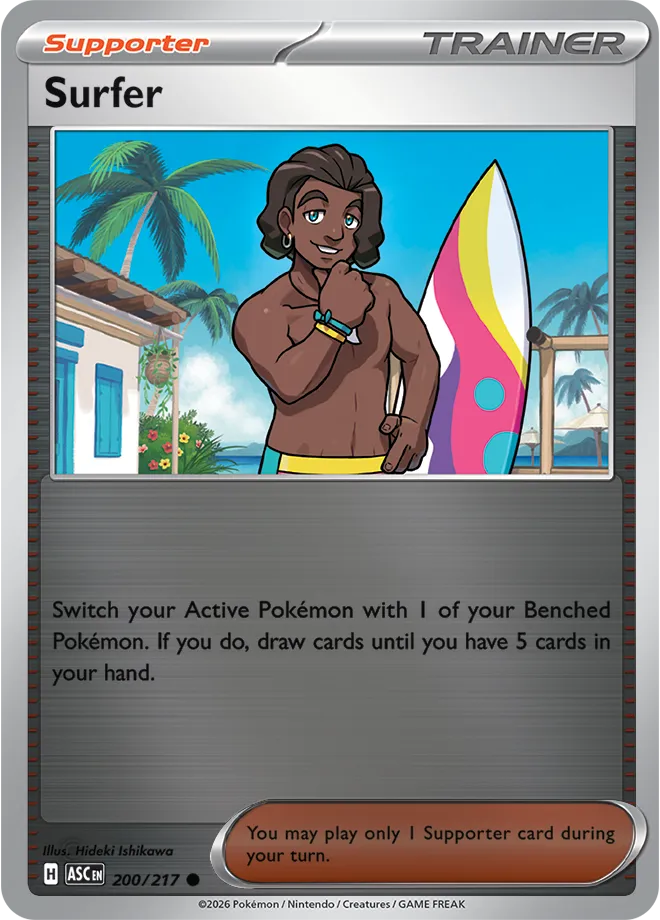 Supporter
TRAINER
Surfer
Switch your Active Pokémon with 1 of your Benched
Pokémon. If you do, draw cards until you have 5 cards in
your hand.
You may play only 1 Supporter card during
your turn.
Illus. Hideki Ishikawa
H ASC EN 200/217
©2026 Pokémon / Nintendo / Creatures / GAME FREAK